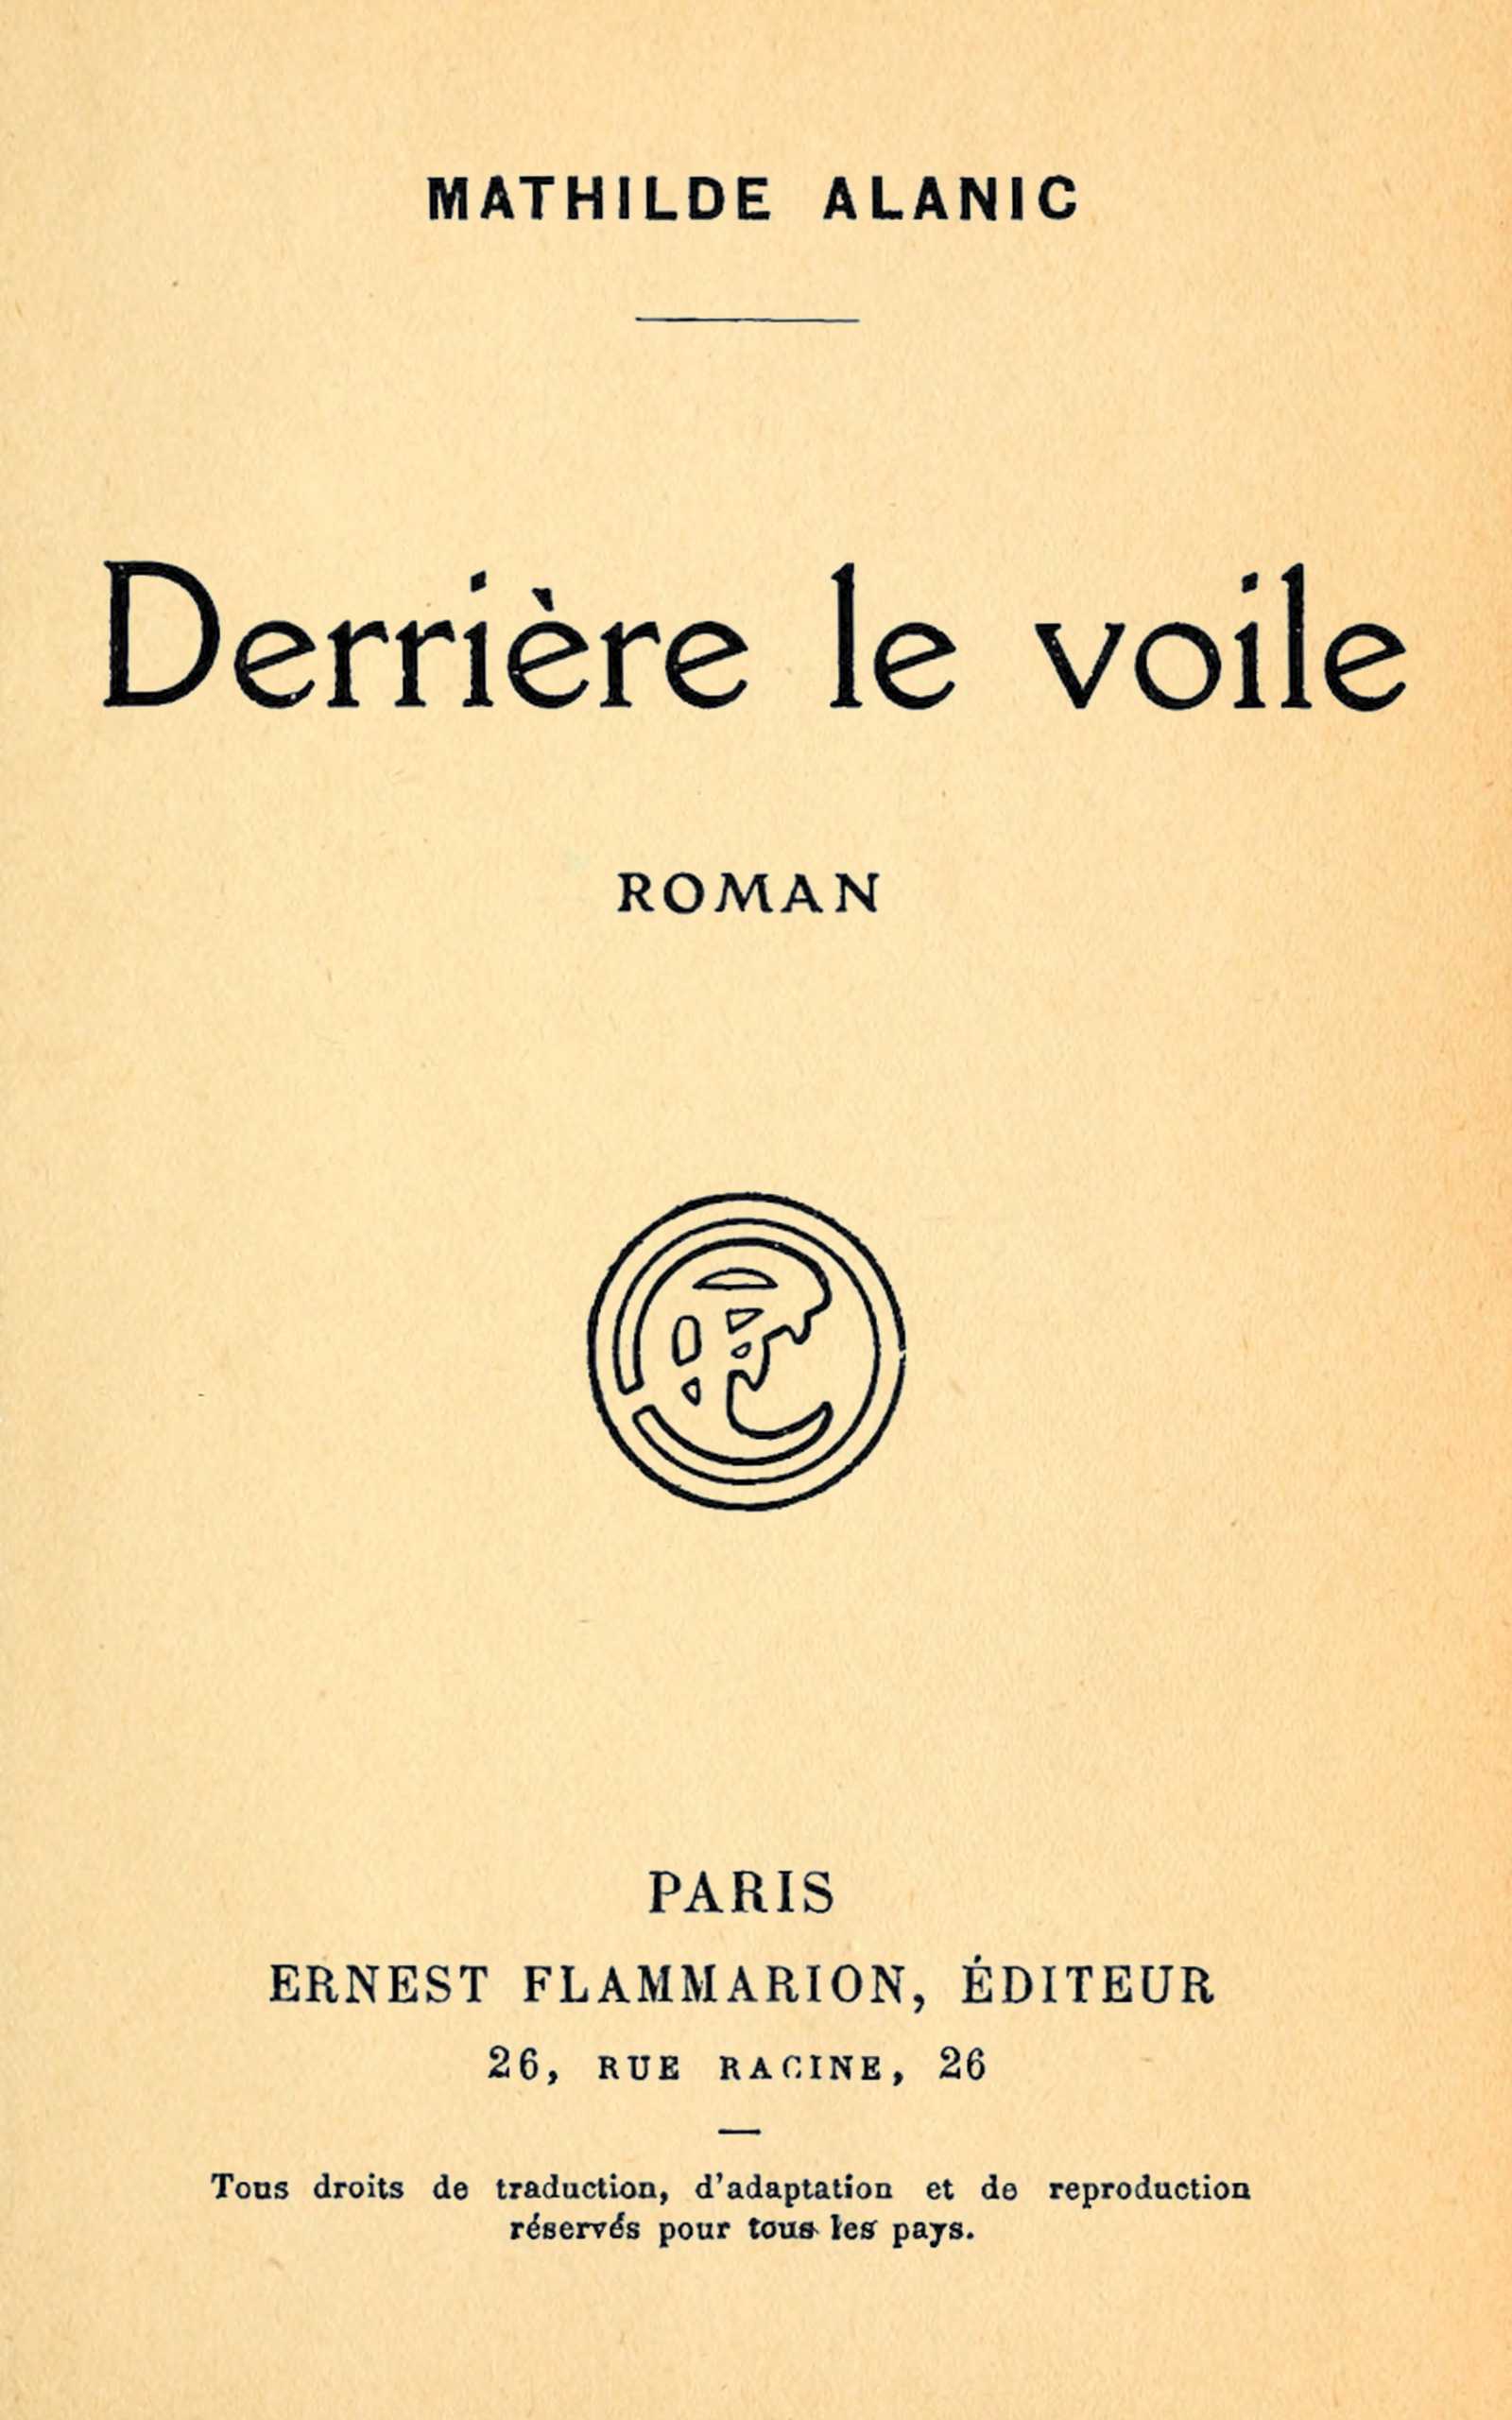 MATHILDE ALANIC
Derrière le voile
ROMAN
PARIS
ERNEST FLAMMARION, ÉDITEUR
26, RUE RACINE, 26
Tous droits de traduction, d'adaptation et de reproduction
réservés pour tous les pays.